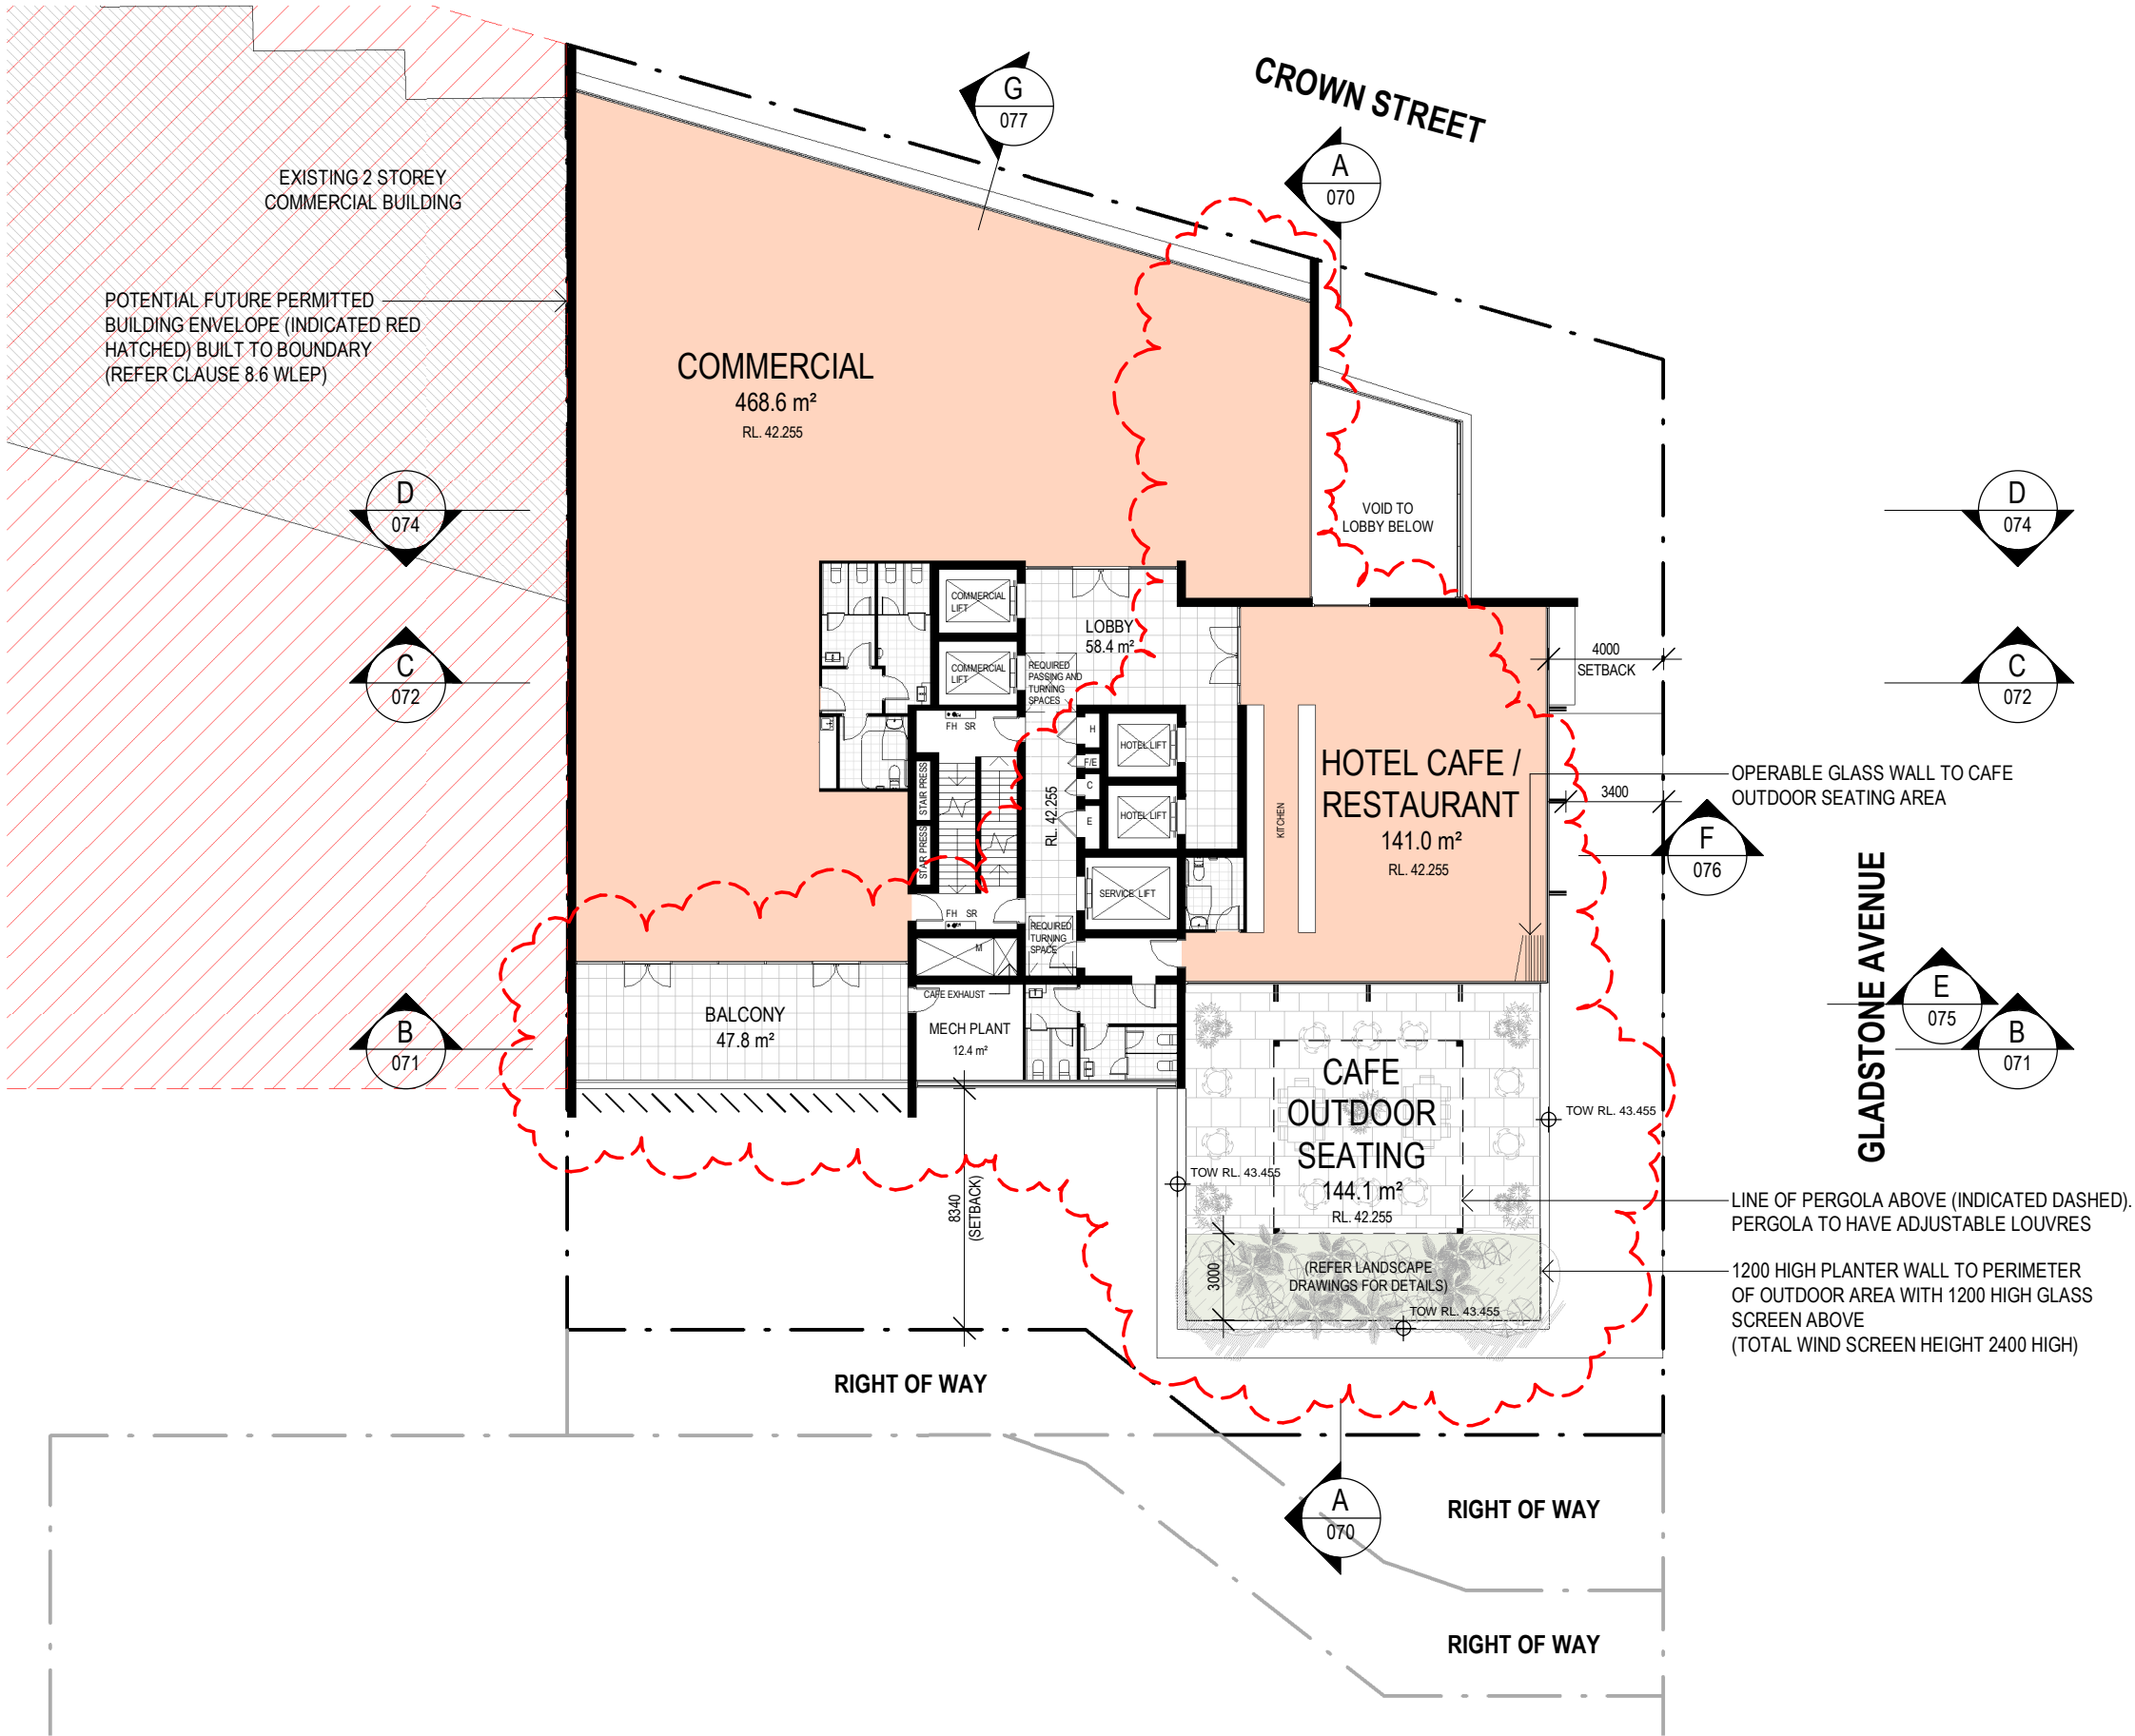 CROWN STREET
G
077
A
070
EXISTING 2 STOREY
COMMERCIAL BUILDING
POTENTIAL FUTURE PERMITTED
BUILDING ENVELOPE (INDICATED RED
HATCHED) BUILT TO BOUNDARY
(REFER CLAUSE 8.6 WLEP)
COMMERCIAL
468.6 m²
RL. 42.255
D
074
D
074
VOID TO
LOBBY BELOW
COMMERCIAL
LIFT
LOBBY
58.4 m²
COMMERCIAL
LIFT
REQUIRED
PASSING AND
TURNING
SPACES
C
072
4000
SETBACK
C
072
FH SR
H
F/E
C
E
HOTEL LIFT
HOTEL LIFT
STAIR PRESS
STAIR PRESS
RL. 42.255
KITCHEN
HOTEL CAFE /
RESTAURANT
141.0 m²
RL. 42.255
OPERABLE GLASS WALL TO CAFE
OUTDOOR SEATING AREA
3400
F
076
GLADSTONE AVENUE
SERVICE LIFT
FH SR
REQUIRED
TURNING
SPACE
M
CAFE EXHAUST
BALCONY
47.8 m²
MECH PLANT
12.4 m²
B
071
E
075
B
071
CAFE
OUTDOOR
SEATING
144.1 m²
RL. 42.255
TOW RL. 43.455
TOW RL. 43.455
8340
(SETBACK)
LINE OF PERGOLA ABOVE (INDICATED DASHED).
PERGOLA TO HAVE ADJUSTABLE LOUVRES
3000
(REFER LANDSCAPE
DRAWINGS FOR DETAILS)
TOW RL. 43.455
1200 HIGH PLANTER WALL TO PERIMETER
OF OUTDOOR AREA WITH 1200 HIGH GLASS
SCREEN ABOVE
(TOTAL WIND SCREEN HEIGHT 2400 HIGH)
RIGHT OF WAY
A
070
RIGHT OF WAY
RIGHT OF WAY